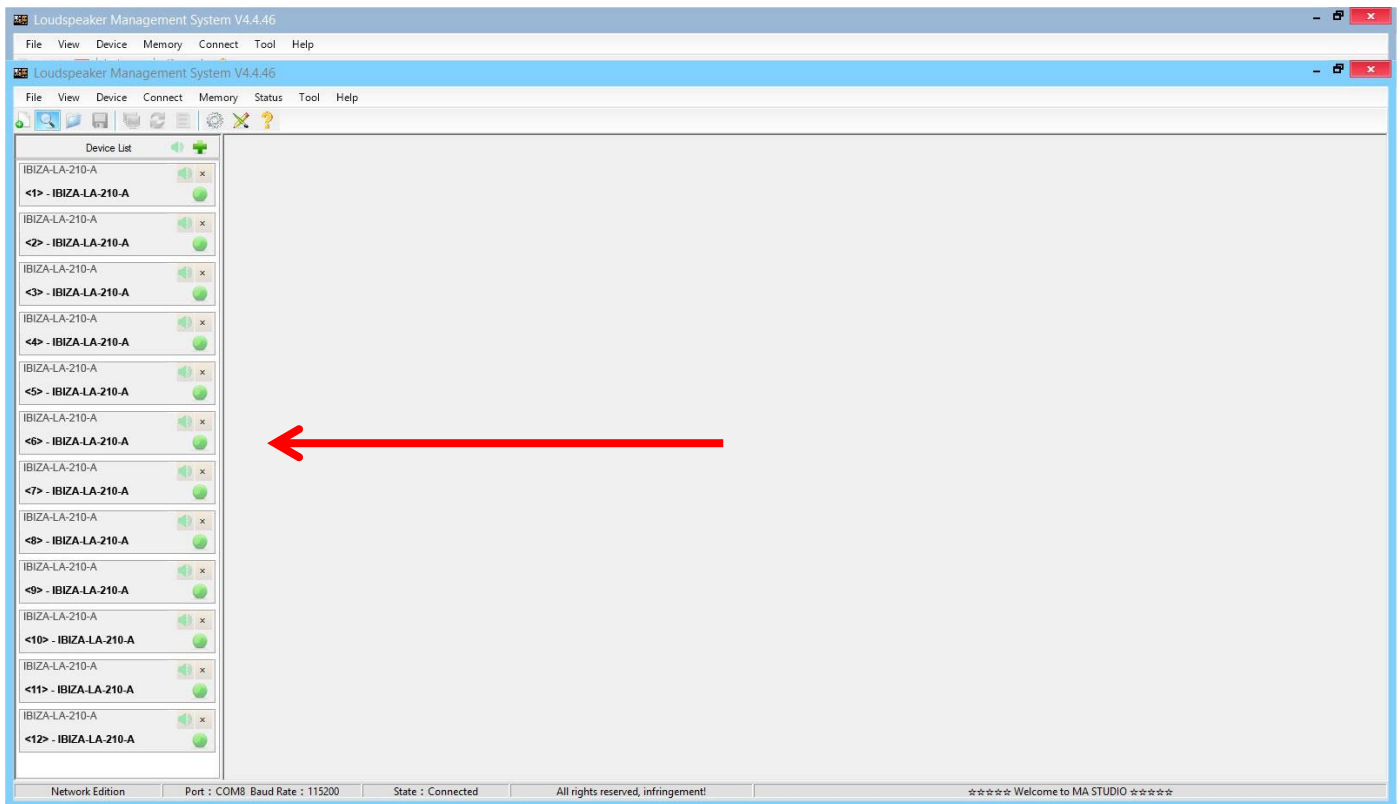 Loudspeaker Management System V4.4.46
File View Device Memory Connect Tool Help
Loudspeaker Management System V4.4.46
File View Device Connect Memory Status Tool Help
Device List
IBIZA-LA-210-A
<1> - IBIZA-LA-210-A
IBIZA-LA-210-A
<2> - IBIZA-LA-210-A
IBIZA-LA-210-A
<3> - IBIZA-LA-210-A
IBIZA-LA-210-A
<4> - IBIZA-LA-210-A
IBIZA-LA-210-A
<5> - IBIZA-LA-210-A
IBIZA-LA-210-A
<6> - IBIZA-LA-210-A
IBIZA-LA-210-A
<7> - IBIZA-LA-210-A
IBIZA-LA-210-A
<8> - IBIZA-LA-210-A
IBIZA-LA-210-A
<9> - IBIZA-LA-210-A
IBIZA-LA-210-A
<10> - IBIZA-LA-210-A
IBIZA-LA-210-A
<11> - IBIZA-LA-210-A
IBIZA-LA-210-A
<12> - IBIZA-LA-210-A
Network Edition Port : COM8 Baud Rate : 115200 State : Connected All rights reserved, infringement! ☆☆☆☆☆ Welcome to MA STUDIO ☆☆☆☆☆